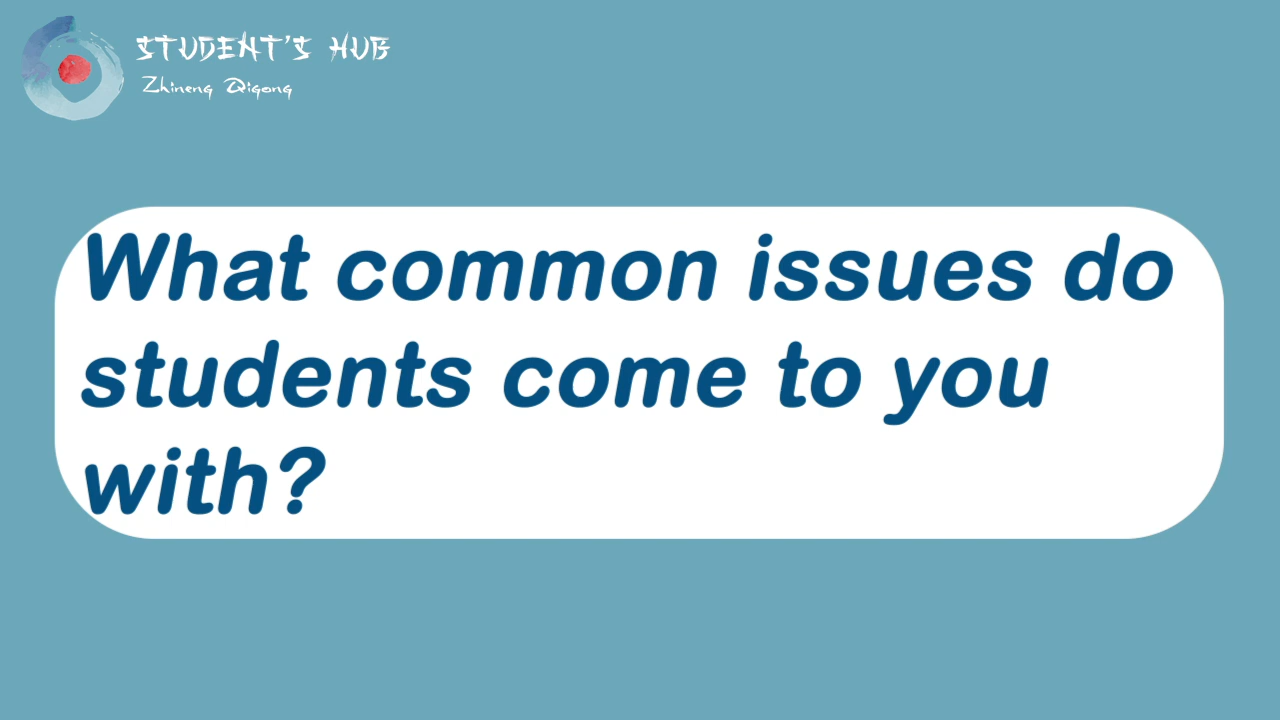 STUDENT'S HUB
Zhineng Qigong
What common issues do
students come to you
with?